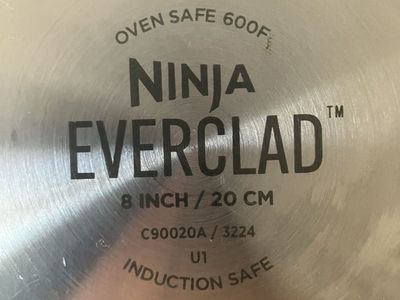 OVEN SAFE 600F
NINJA
EVERCLAD™
8 INCH / 20 CM
C90020A / 3224
U1
INDUCTION SAFE